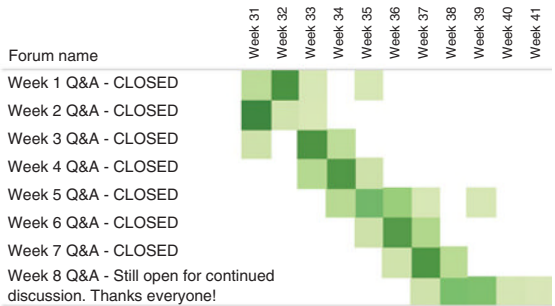 Week 31
Week 32
Week 33
Week 34
Week 35
Week 36
Week 37
Week 38
Week 39
Week 40
Week 41
Forum name
Week 1 Q&A - CLOSED
Week 2 Q&A - CLOSED
Week 3 Q&A - CLOSED
Week 4 Q&A - CLOSED
Week 5 Q&A - CLOSED
Week 6 Q&A - CLOSED
Week 7 Q&A - CLOSED
Week 8 Q&A - Still open for continued
discussion. Thanks everyone!